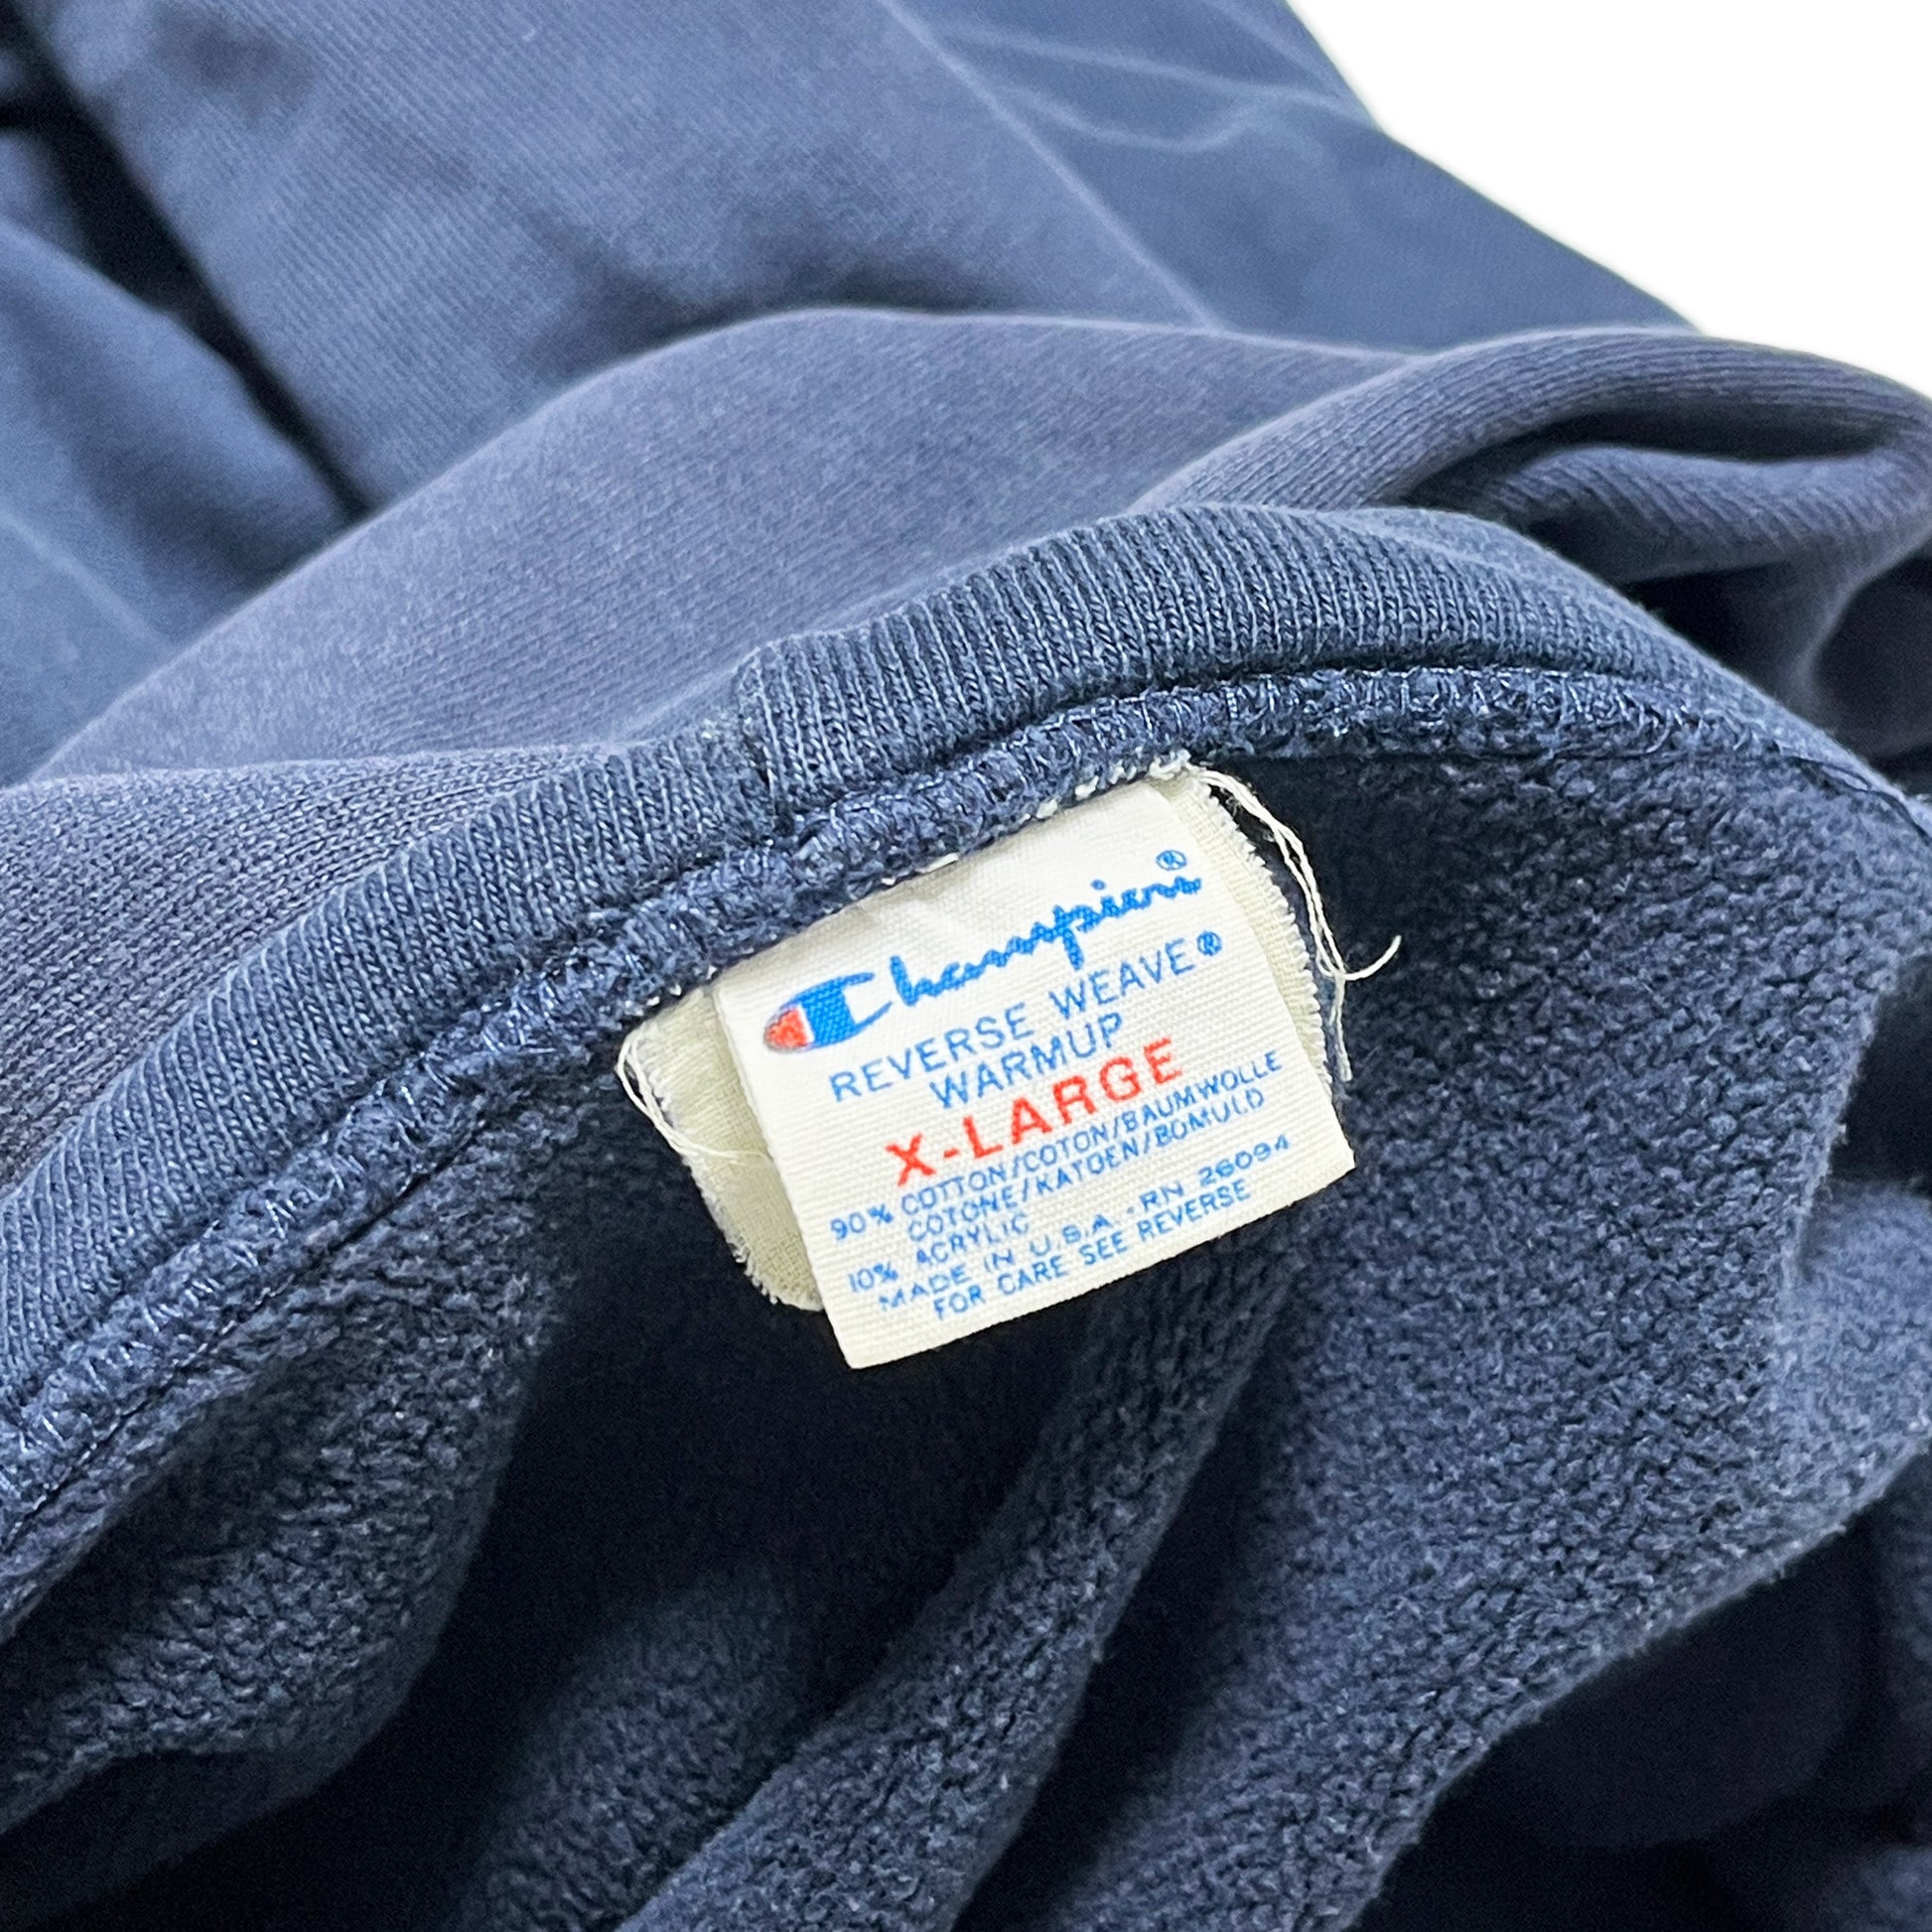 Champion®
REVERSE WEAVE®
WARMUP
X-LARGE
90% COTTON/COTON/BAUMWOLLE
COTONE/KATOEN/BOMULD
10% ACRYLIC
MADE IN U.S.A. - RN 26094
FOR CARE SEE REVERSE